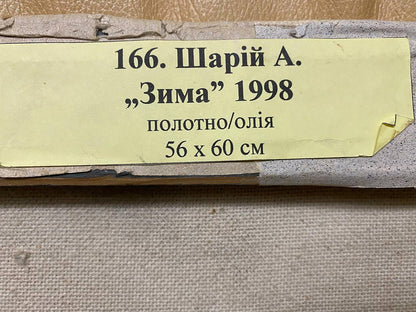 166. Шарій А.
„Зима” 1998
полотно/олія
56 х 60 см